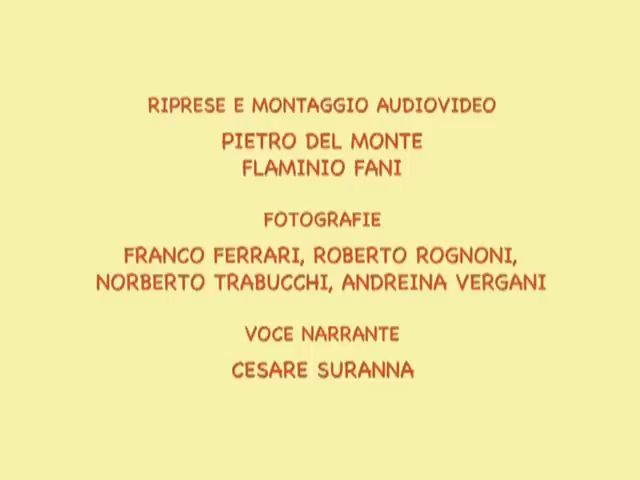 RIPRESE E MONTAGGIO AUDIOVIDEO
PIETRO DEL MONTE
FLAMINIO FANI
FOTOGRAFIE
FRANCO FERRARI, ROBERTO ROGNONI,
NORBERTO TRABUCCHI, ANDREINA VERGANI
VOCE NARRANTE
CESARE SURANNA